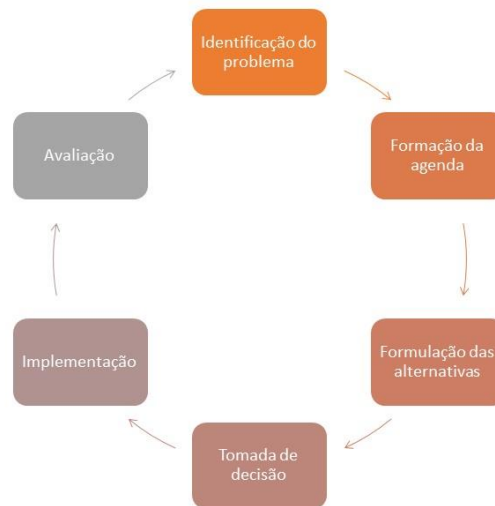 Identificação do
problema
Formação da
agenda
Formulação das
alternativas
Tomada de
decisão
Implementação
Avaliação